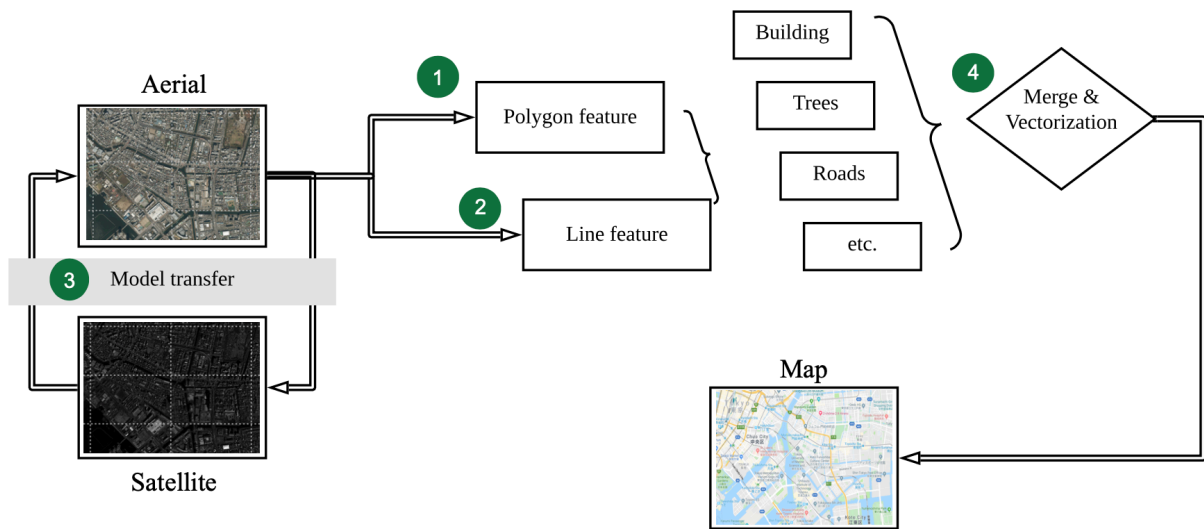 Aerial
1
Polygon feature
2
Line feature
3
Model transfer
Satellite
Building
Trees
Roads
etc.
4
Merge &
Vectorization
Map